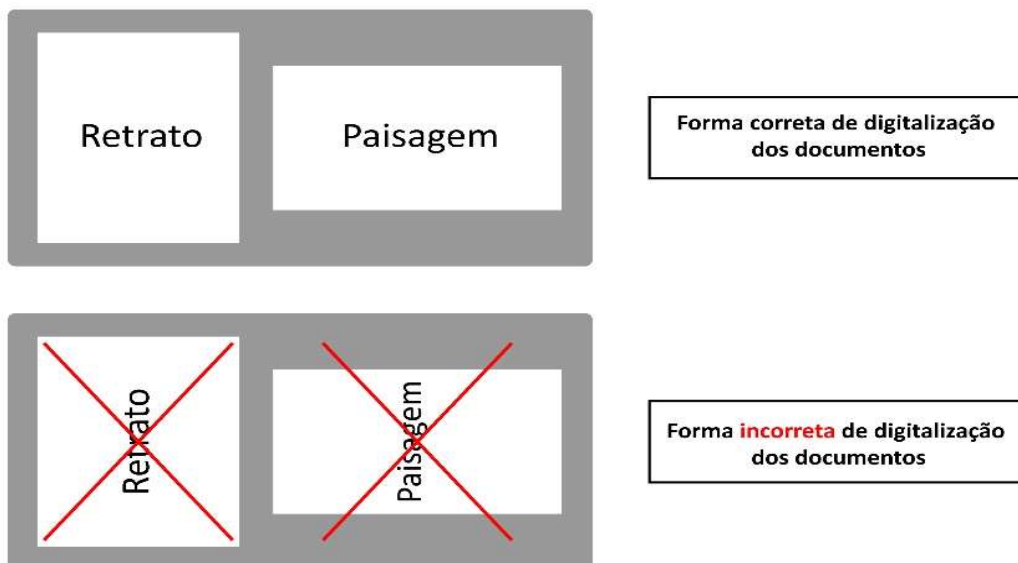 Retrato
Paisagem
Forma correta de digitalização
dos documentos
Retrato
Paisagem
Forma incorreta de digitalização
dos documentos